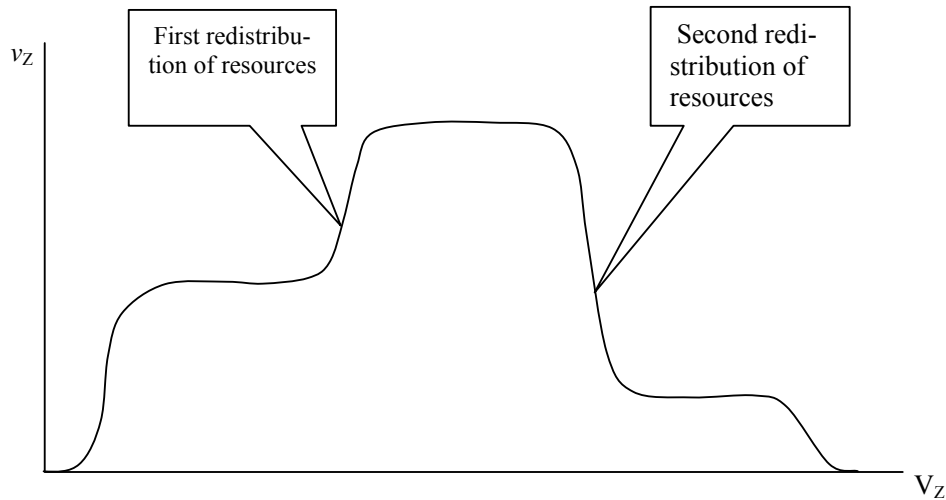 First redistribu-
tion of resources
Second redi-
stribution of
resources
vZ
VZ